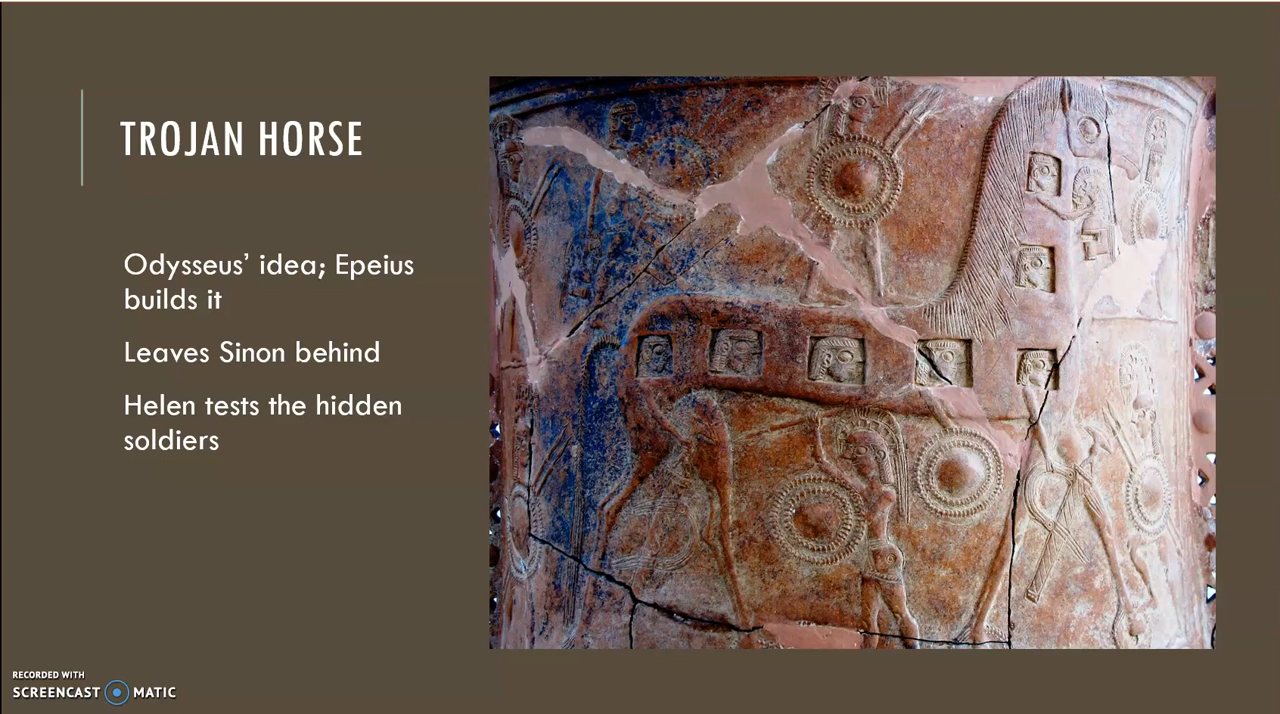 TROJAN HORSE
Odysseus’ idea; Epeius
builds it
Leaves Sinon behind
Helen tests the hidden
soldiers
RECORDED WITH
SCREENCAST MATIC